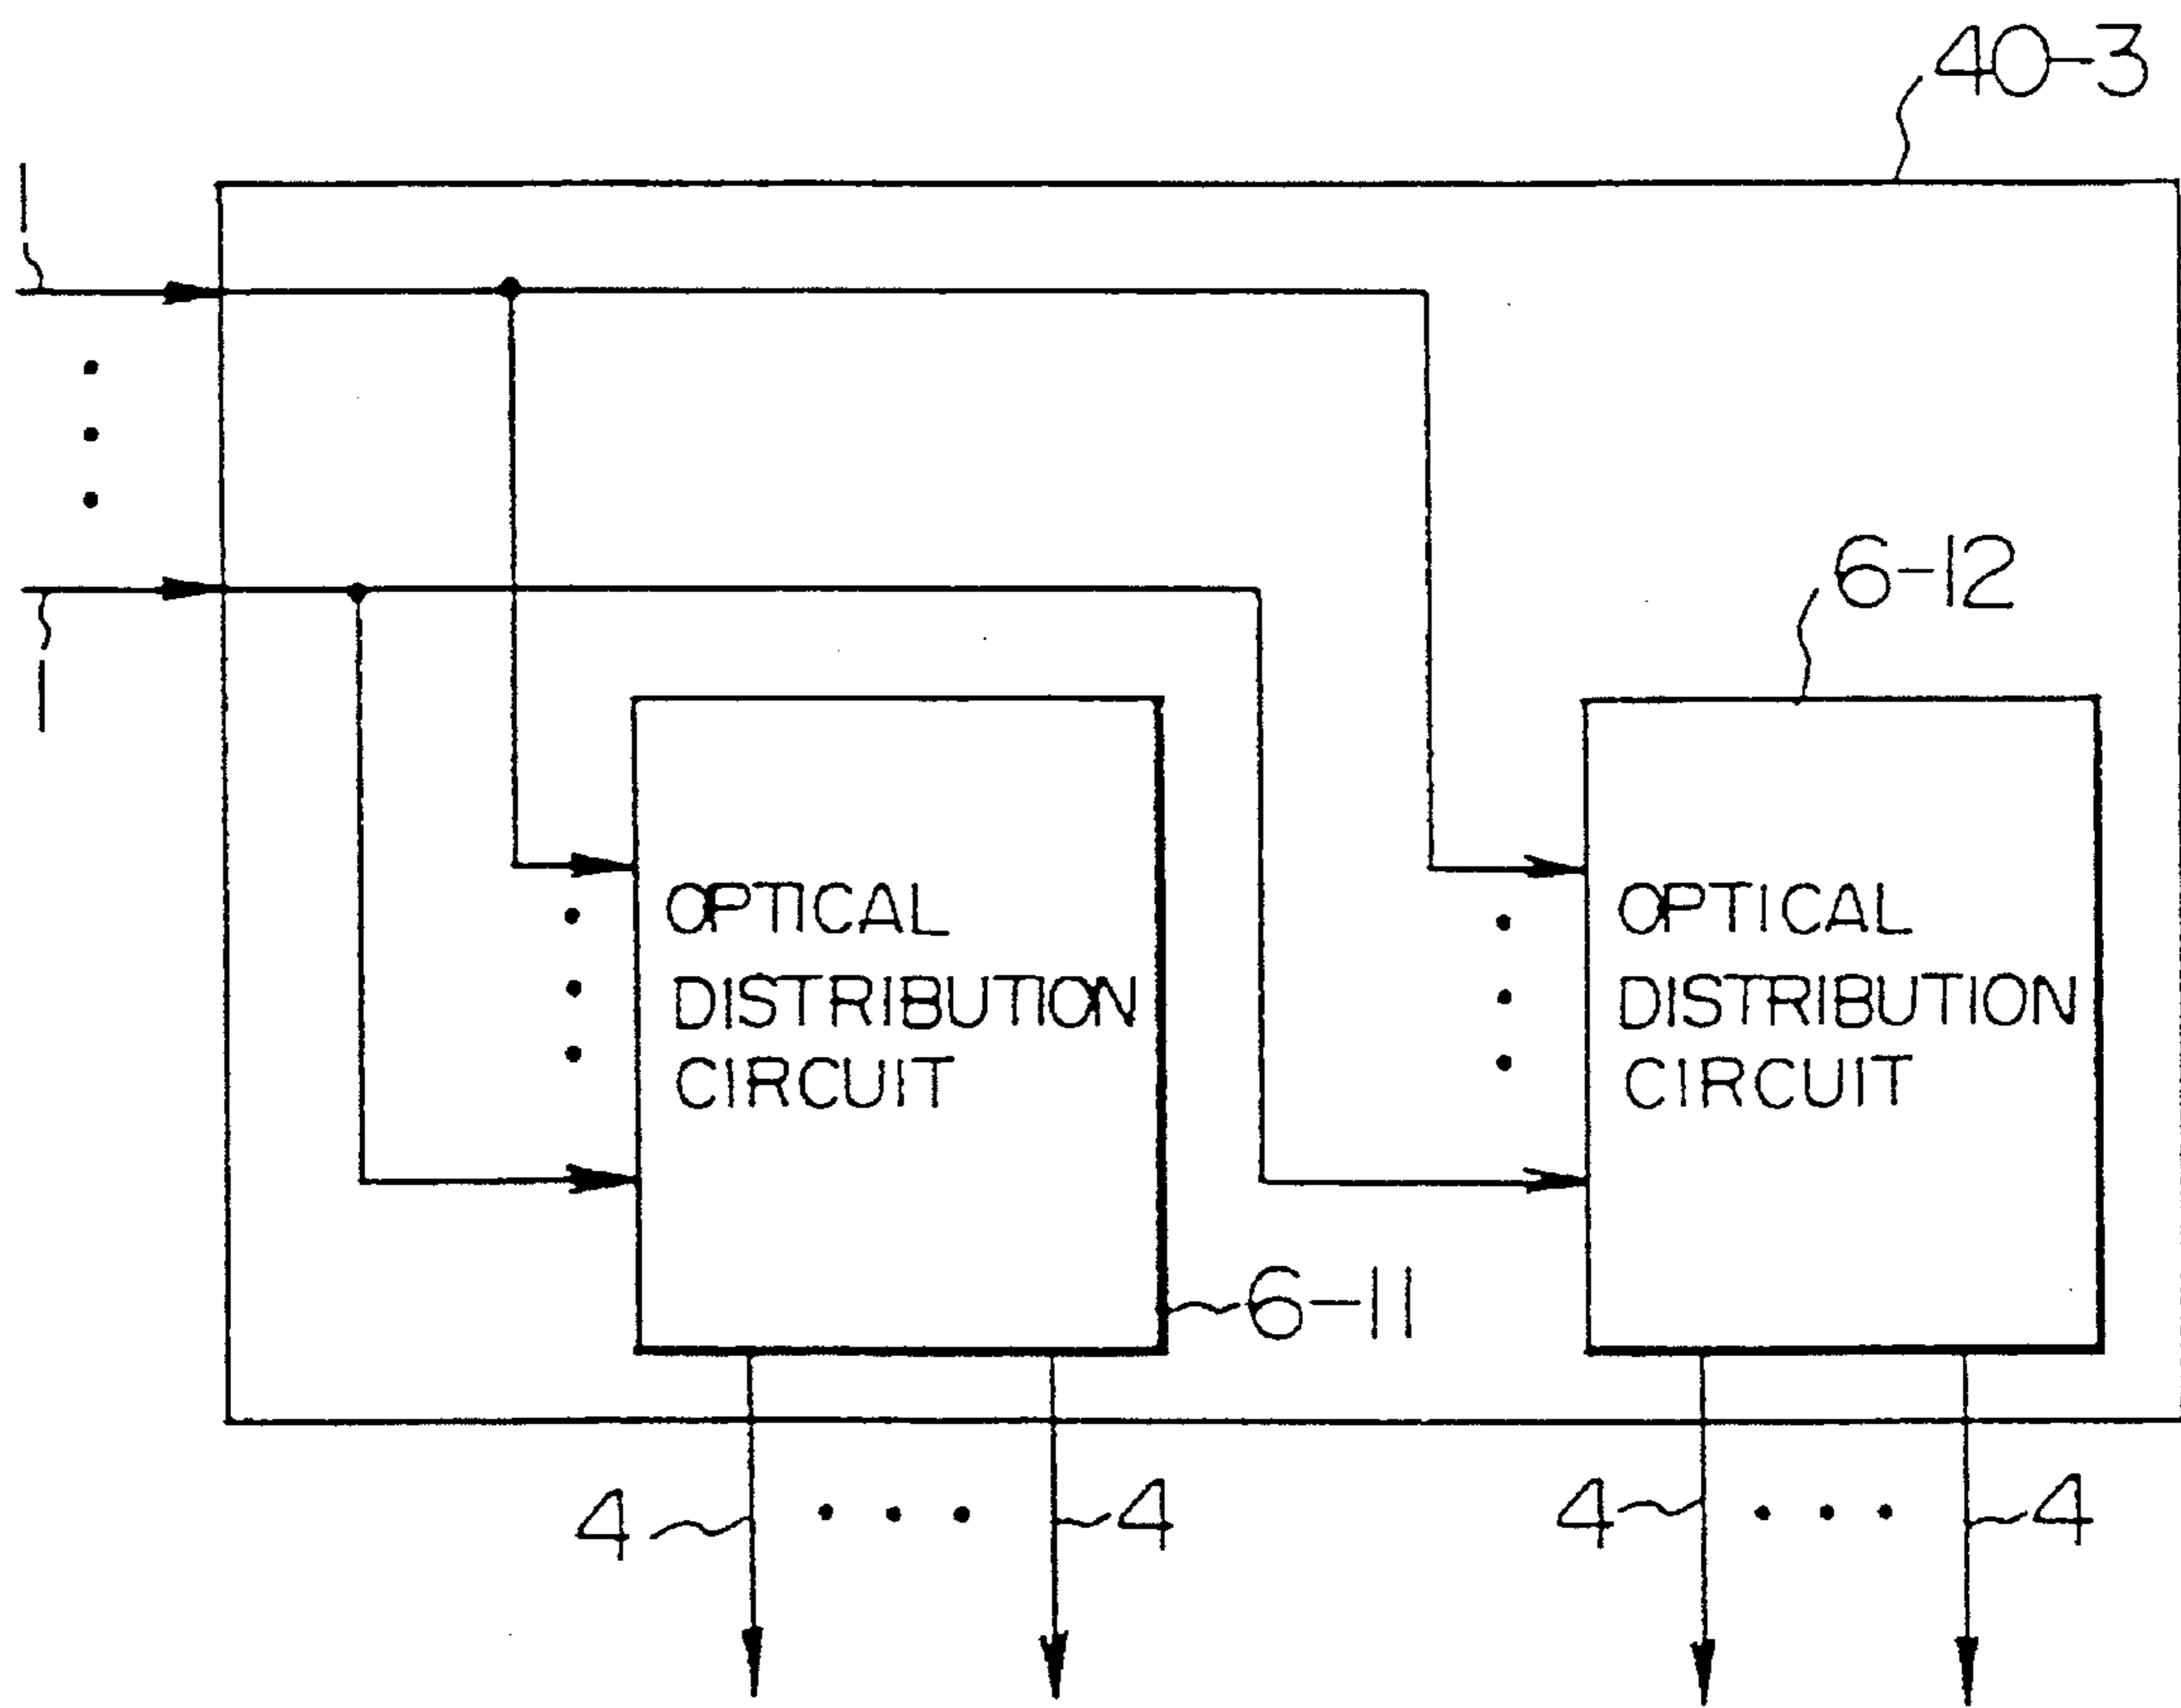 40-3
1
1
6-12
OPTICAL
DISTRIBUTION
CIRCUIT
OPTICAL
DISTRIBUTION
CIRCUIT
6-11
4
4
4
4